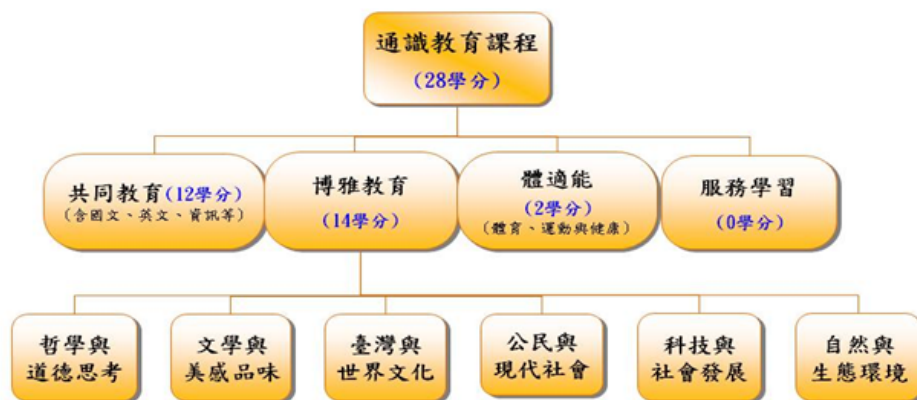 通識教育課程
(28學分)
共同教育(12學分)
(含國文、英文、資訊等)
博雅教育
(14學分)
體適能
(2學分)
(體育、運動與健康)
服務學習
(0學分)
哲學與
道德思考
文學與
美感品味
臺灣與
世界文化
公民與
現代社會
科技與
社會發展
自然與
生態環境